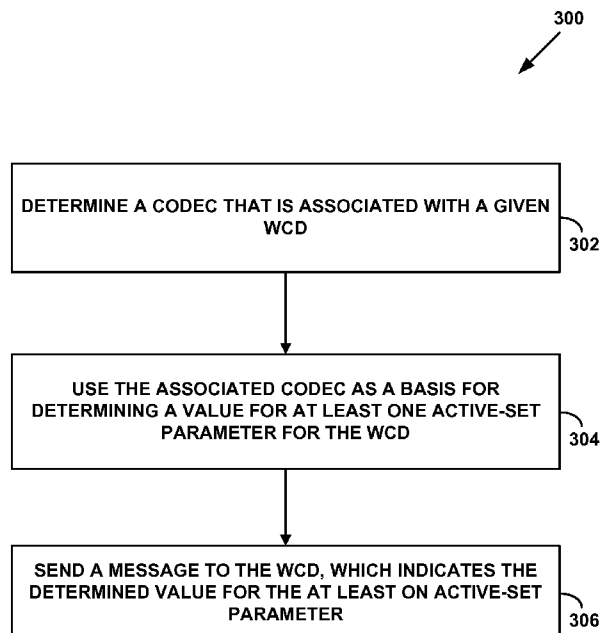 300
DETERMINE A CODEC THAT IS ASSOCIATED WITH A GIVEN
WCD
302
USE THE ASSOCIATED CODEC AS A BASIS FOR
DETERMINING A VALUE FOR AT LEAST ONE ACTIVE-SET
PARAMETER FOR THE WCD
304
SEND A MESSAGE TO THE WCD, WHICH INDICATES THE
DETERMINED VALUE FOR THE AT LEAST ON ACTIVE-SET
PARAMETER
306